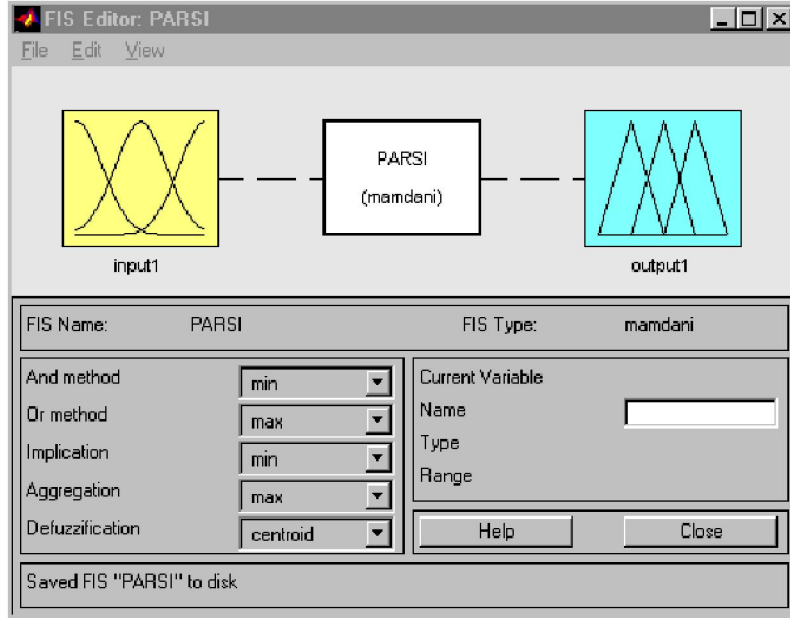 FIS Editor: PARSI
File Edit View
PARSI
(mamdani)
input1
output1
FIS Name: PARSI FIS Type: mamdani
And method min
Or method max
Implication min
Aggregation max
Defuzzification centroid
Current Variable
Name
Type
Range
Help Close
Saved FIS "PARSI" to disk